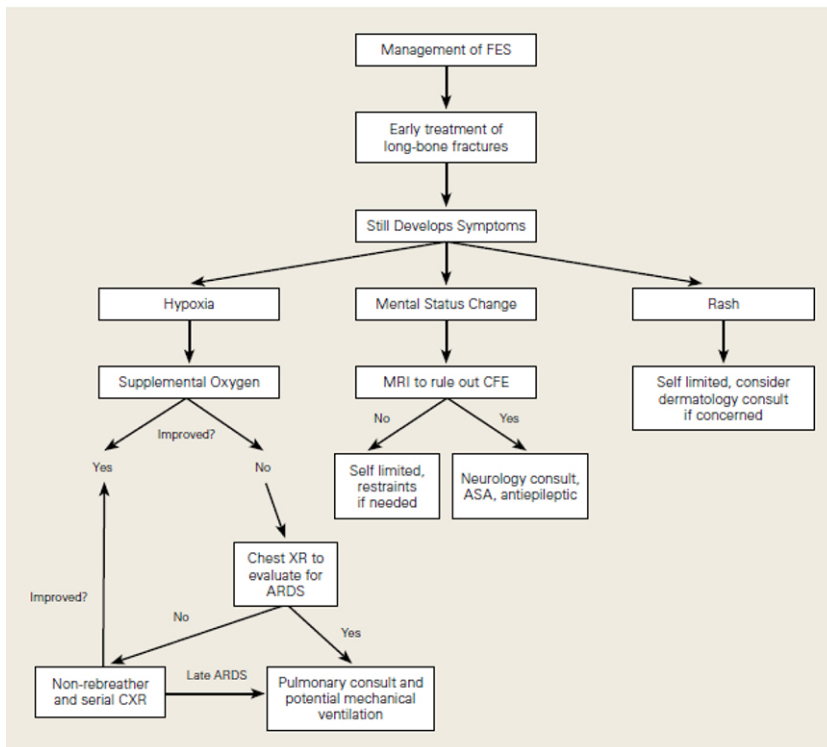 Management of FES
Early treatment of
long-bone fractures
Still Develops Symptoms
Hypoxia
Mental Status Change
Rash
Supplemental Oxygen
MRI to rule out CFE
Self limited, consider
dermatology consult
if concerned
Improved?
Yes
No
No
Yes
Self limited,
restraints
if needed
Neurology consult,
ASA, antiepileptic
Chest XR to
evaluate for
ARDS
Improved?
No
Yes
Non-rebreather
and serial CXR
Late ARDS
Pulmonary consult and
potential mechanical
ventilation